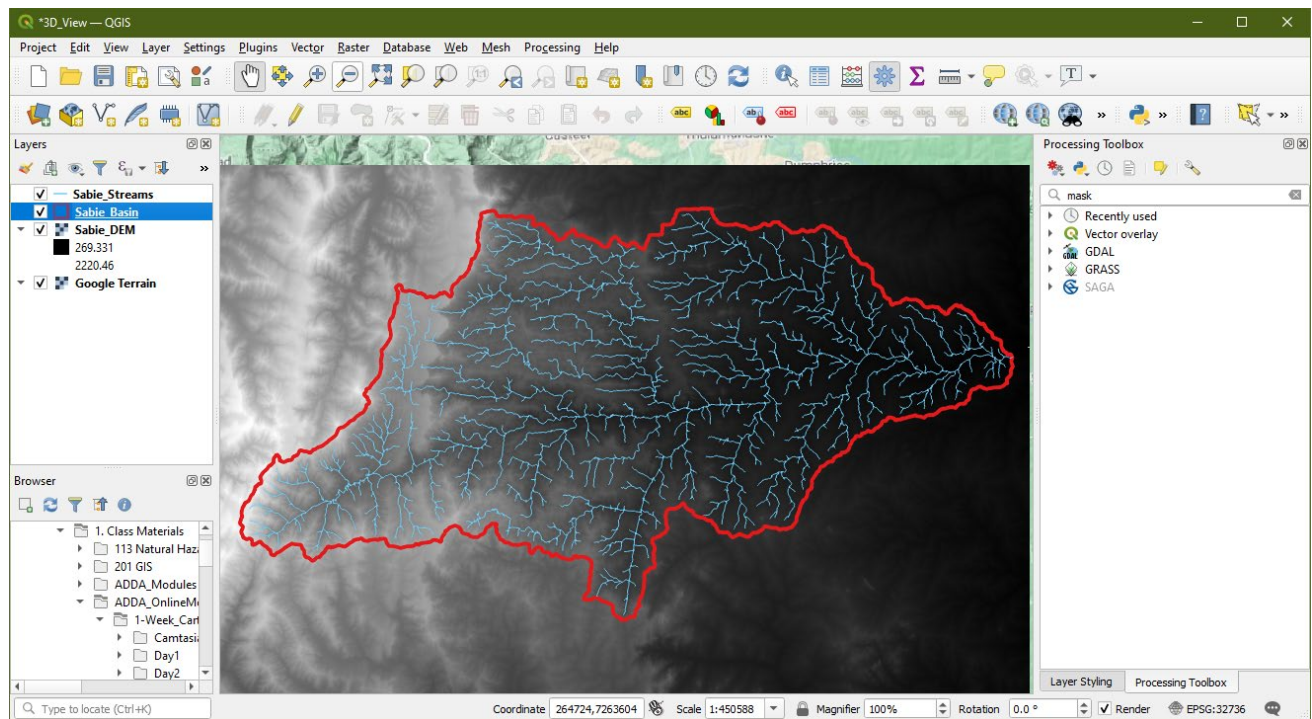 *3D_View — QGIS
Project Edit View Layer Settings Plugins Vector Raster Database Web Mesh Processing Help
Layers
Sabie_Streams
Sabie_Basin
Sabie_DEM
269.331
2220.46
Google Terrain
Browser
1. Class Materials
113 Natural Haza
201 GIS
ADDA_Modules
ADDA_OnlineM
1-Week_Cart
Camtasi
Day1
Day2
Processing Toolbox
mask
Recently used
Vector overlay
GDAL
GRASS
SAGA
Layer Styling Processing Toolbox
Type to locate (Ctrl+K) Coordinate 264724,7263604 Scale 1:450588 Magnifier 100% Rotation 0.0 ° Render EPSG:32736